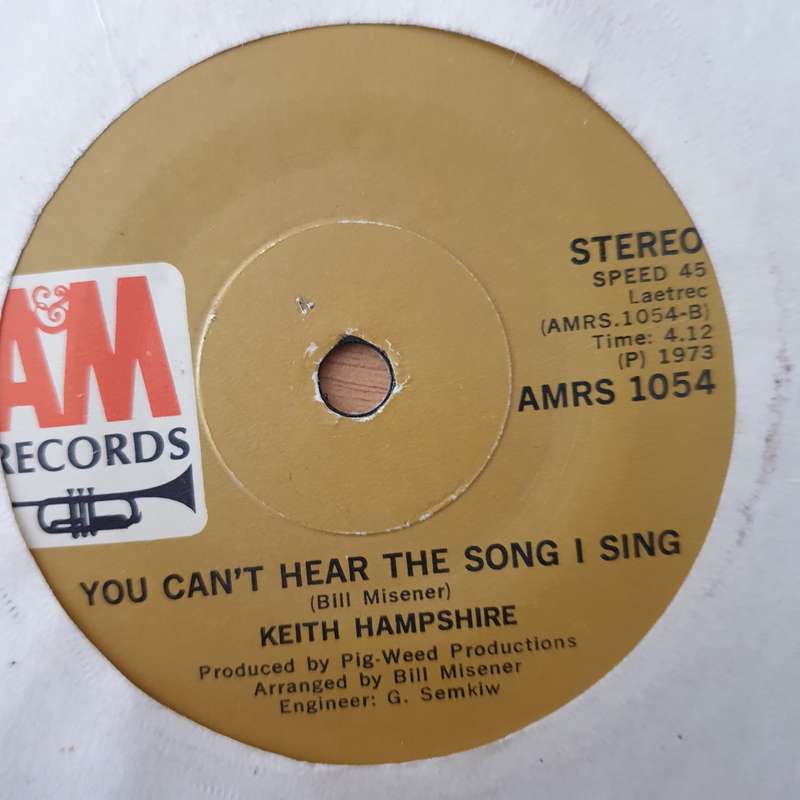 A&M
RECORDS
STEREO
SPEED 45
Laetrec
(AMRS.1054-B)
Time: 4.12
(P) 1973
AMRS 1054
YOU CAN'T HEAR THE SONG I SING
(Bill Misener)
KEITH HAMPSHIRE
Produced by Pig-Weed Productions
Arranged by Bill Misener
Engineer: G. Semkiw